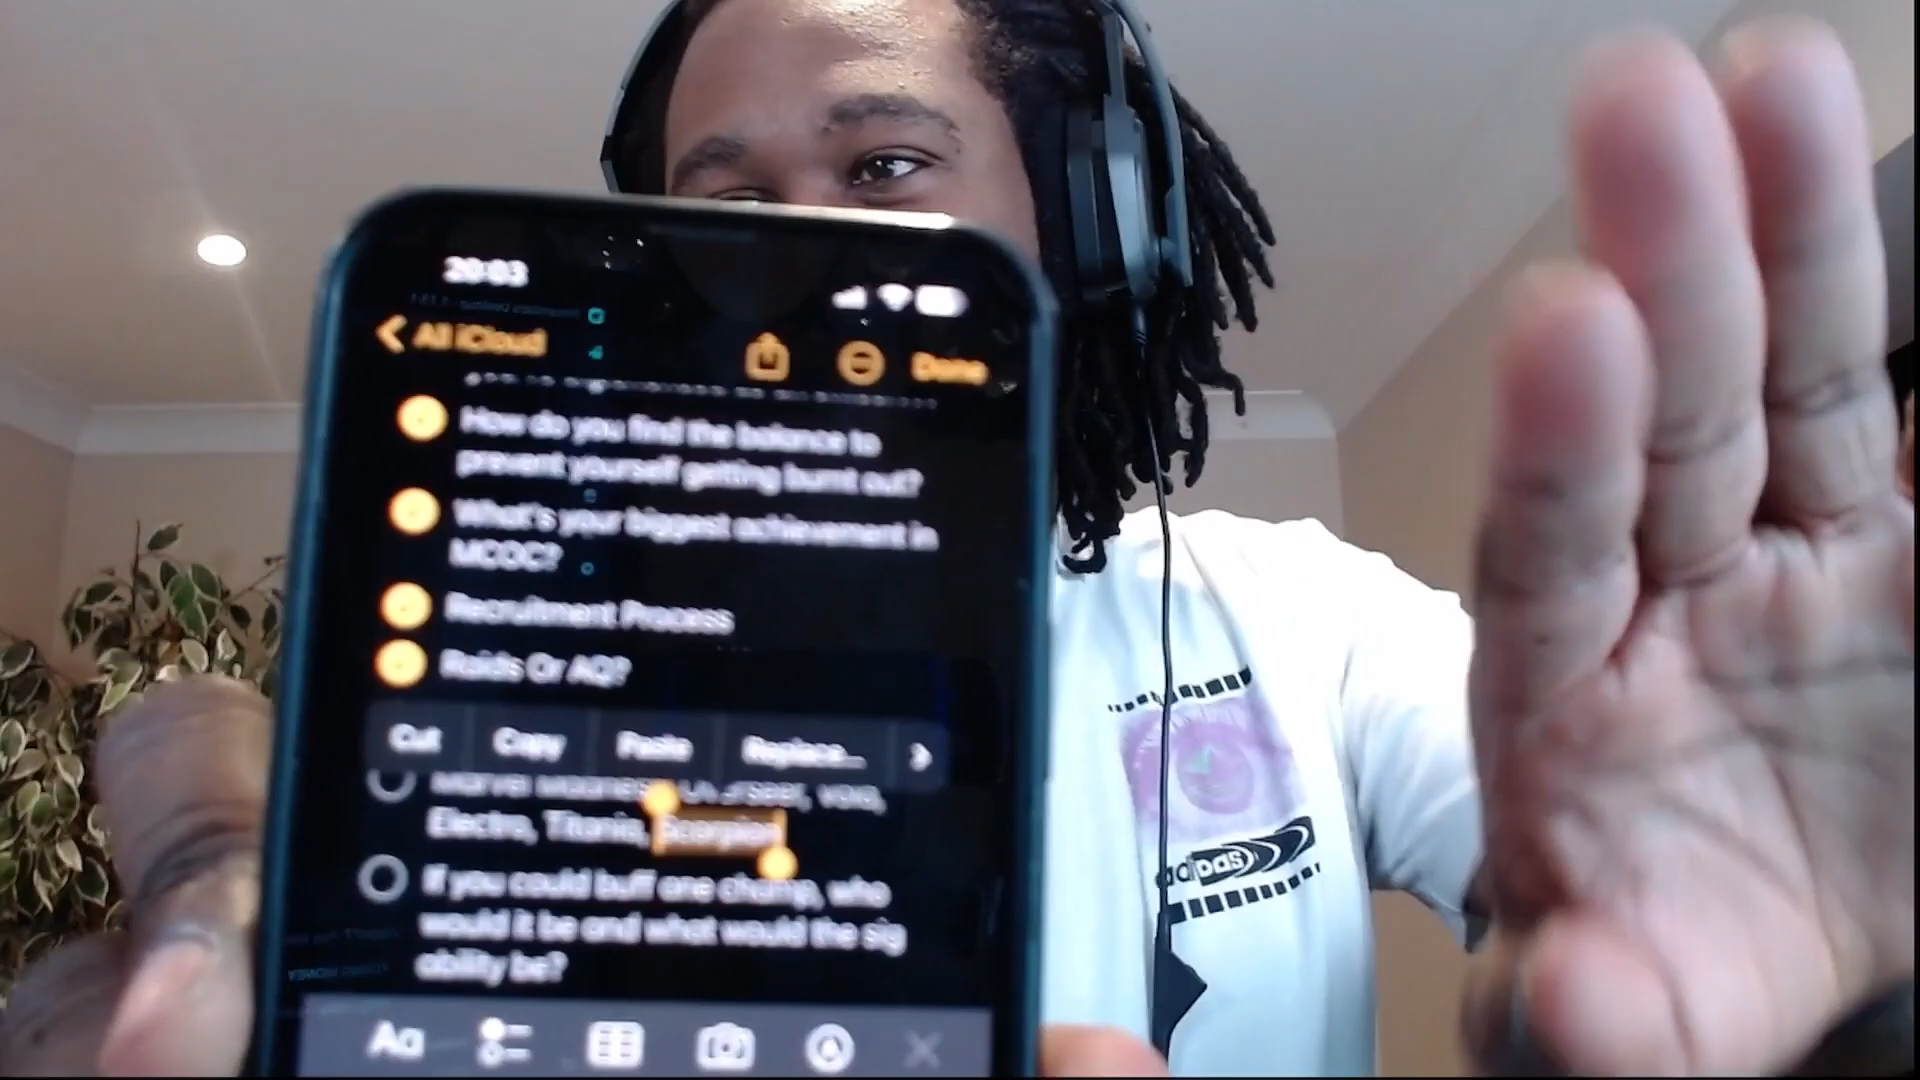 20:03
All iCloud
Done
How do you find the balance to
prevent yourself getting burnt out?
What's your biggest achievement in
MCOC?
Recruitment Process
Raids Or AQ?
Cut Copy Paste Replace...
Marvel void,
Electro, Titania, Scorpion
If you could buff one champ, who
would it be and what would the sig
ability be?
Aa
adidas